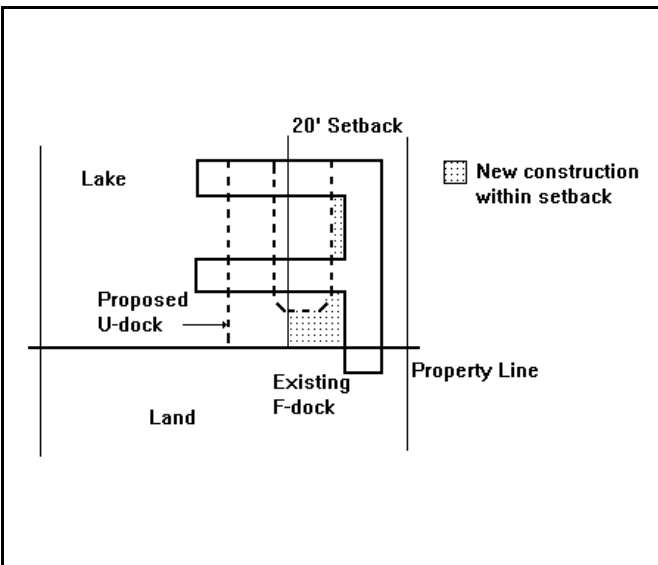 20' Setback
Lake
New construction
within setback
Proposed
U-dock
Property Line
Existing
F-dock
Land